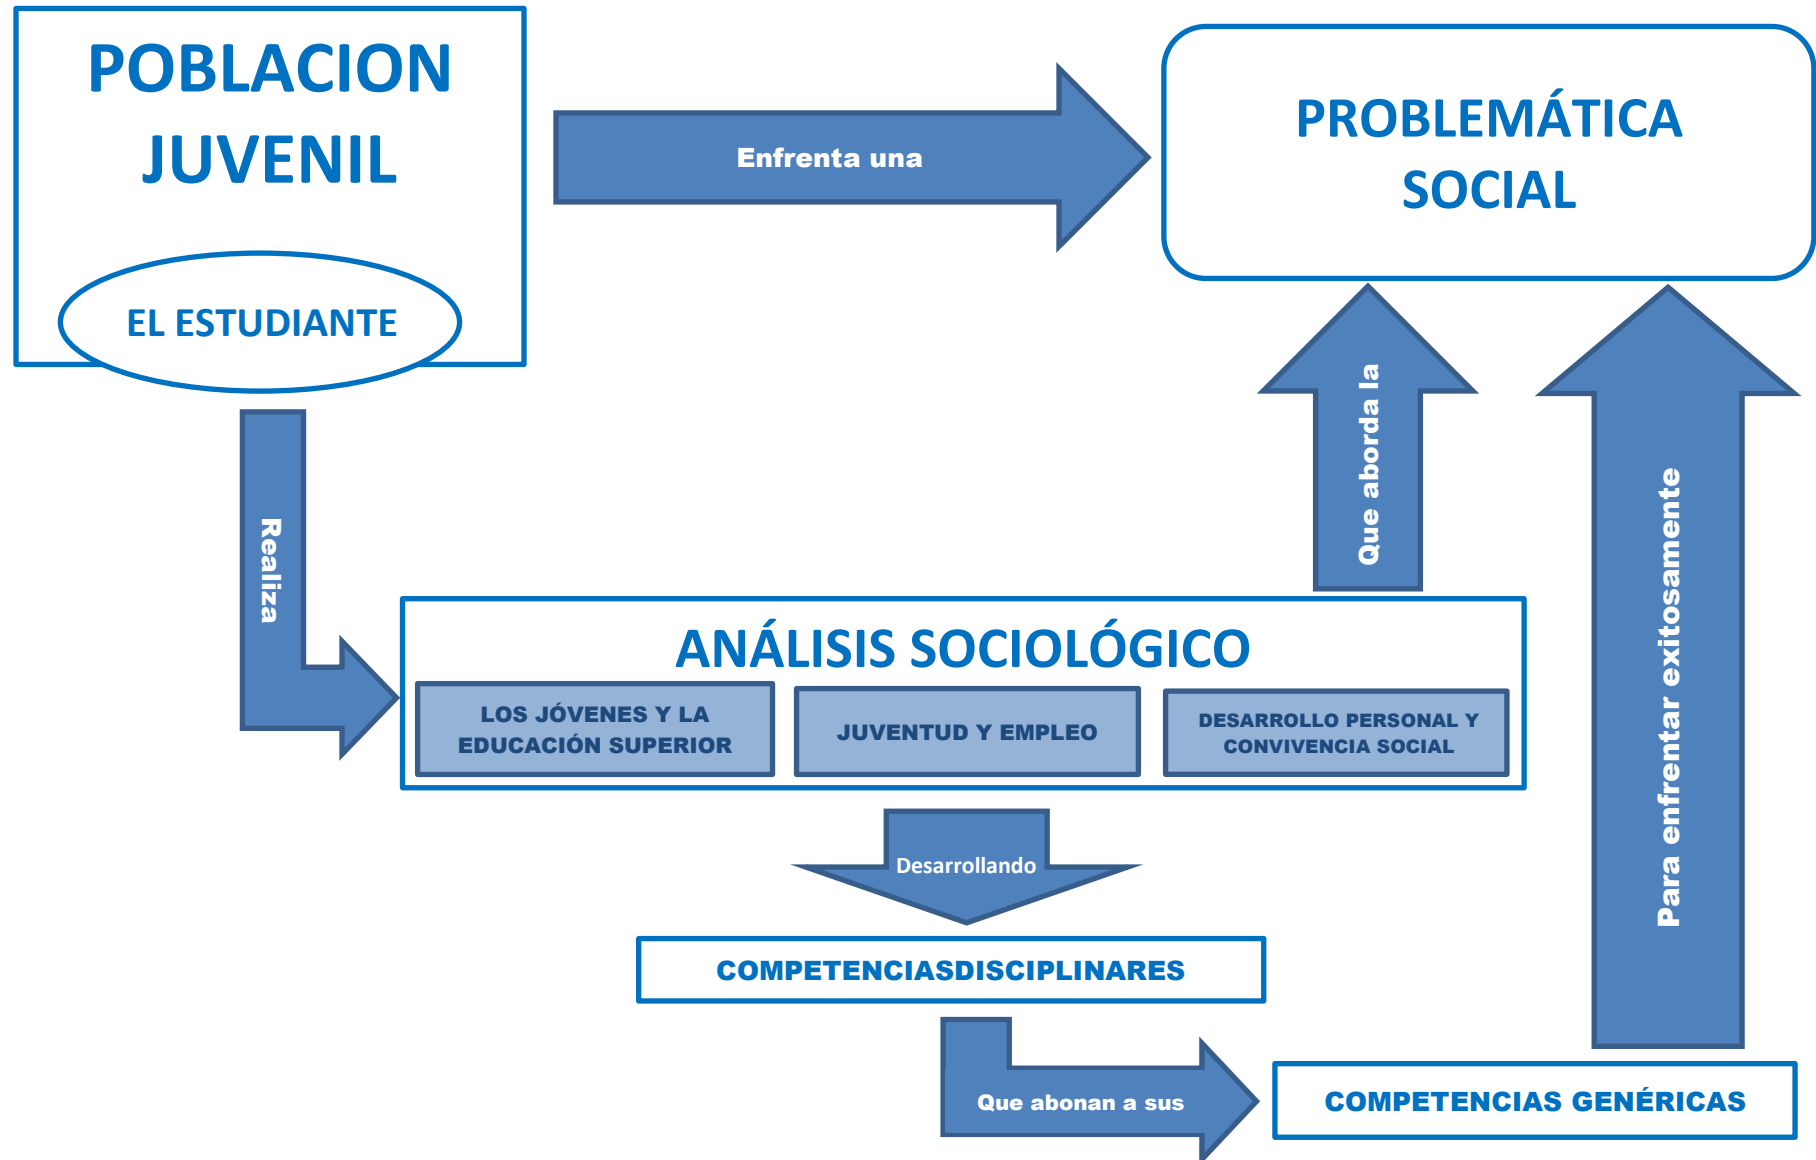 POBLACION
JUVENIL
EL ESTUDIANTE
Enfrenta una
PROBLEMÁTICA
SOCIAL
Realiza
Que aborda la
Para enfrentar exitosamente
ANÁLISIS SOCIOLÓGICO
LOS JÓVENES Y LA
EDUCACIÓN SUPERIOR
JUVENTUD Y EMPLEO
DESARROLLO PERSONAL Y
CONVIVENCIA SOCIAL
Desarrollando
COMPETENCIASDISCIPLINARES
Que abonan a sus
COMPETENCIAS GENÉRICAS